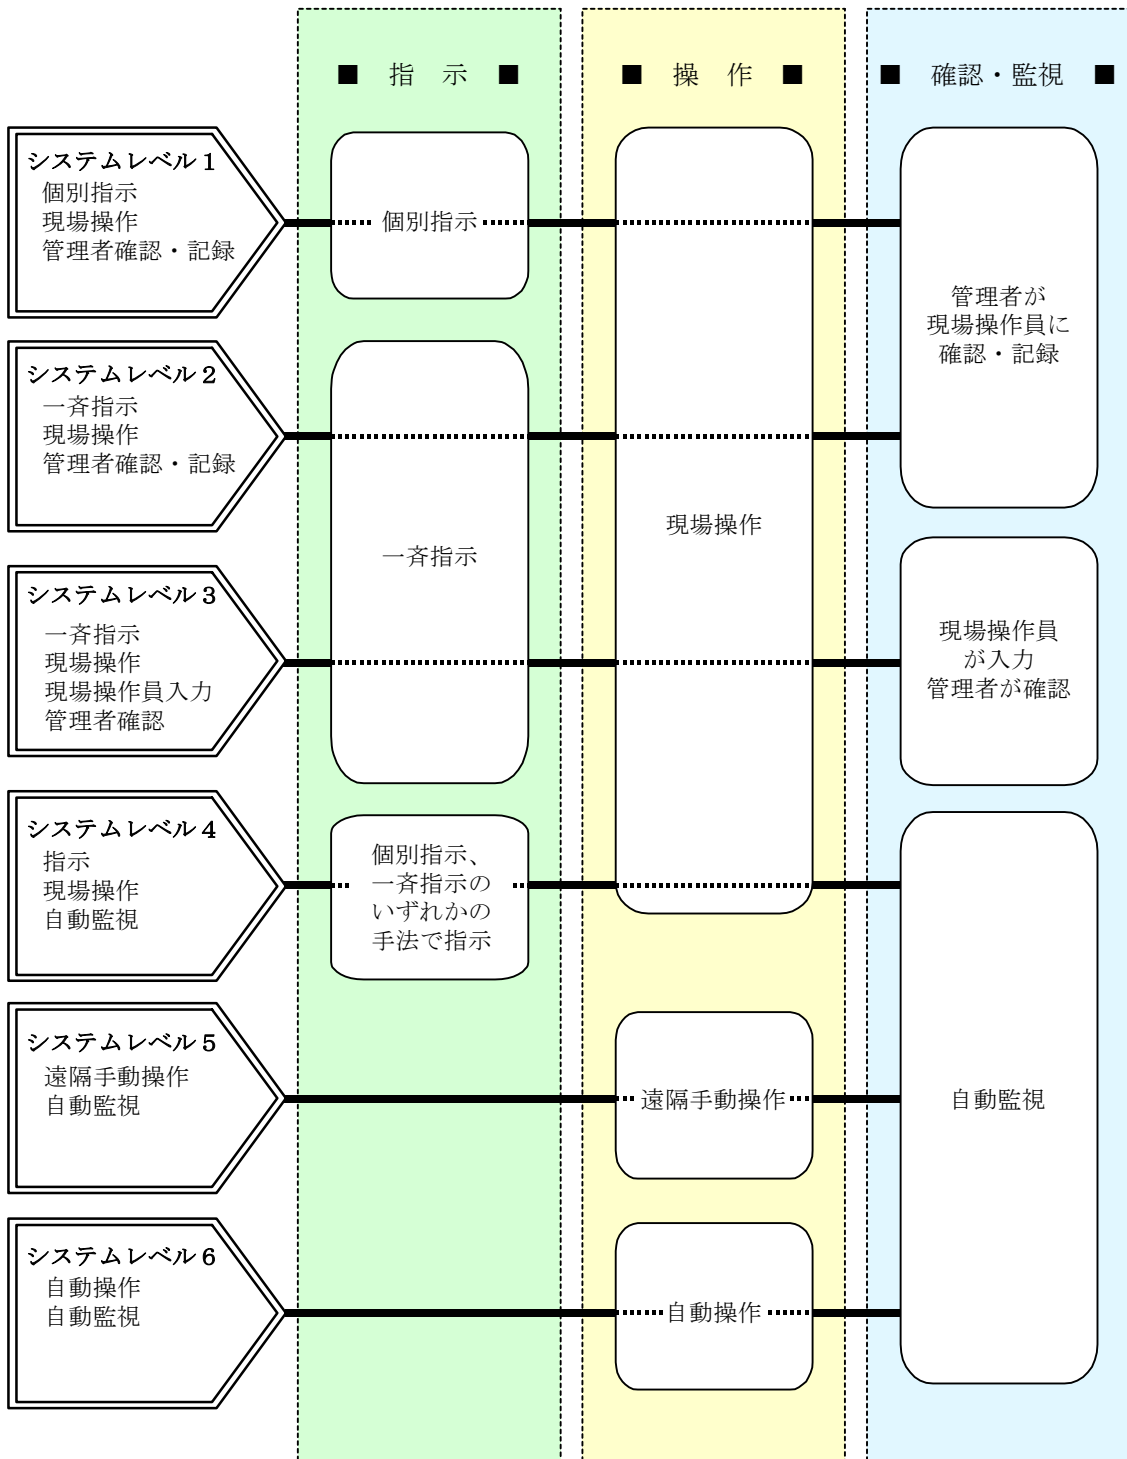 ■ 指 示 ■
■ 操 作 ■
■ 確認・監視 ■
システムレベル1
個別指示
現場操作
管理者確認・記録
個別指示
管理者が
現場操作員に
確認・記録
システムレベル2
一斉指示
現場操作
管理者確認・記録
一斉指示
現場操作
システムレベル3
一斉指示
現場操作
現場操作員入力
管理者確認
現場操作員
が入力
管理者が確認
システムレベル4
指示
現場操作
自動監視
個別指示、
一斉指示の
いずれかの
手法で指示
システムレベル5
遠隔手動操作
自動監視
遠隔手動操作
自動監視
システムレベル6
自動操作
自動監視
自動操作